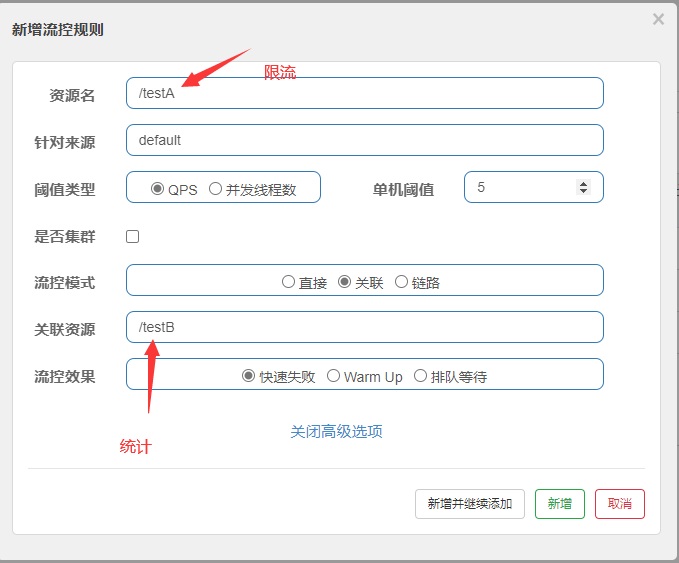 新增流控规则
×
限流
资源名 /testA
针对来源 default
阈值类型 QPS 并发线程数 单机阈值 5
是否集群
流控模式 直接 关联 链路
关联资源 /testB
流控效果 快速失败 Warm Up 排队等待
关闭高级选项
统计
新增并继续添加 新增 取消